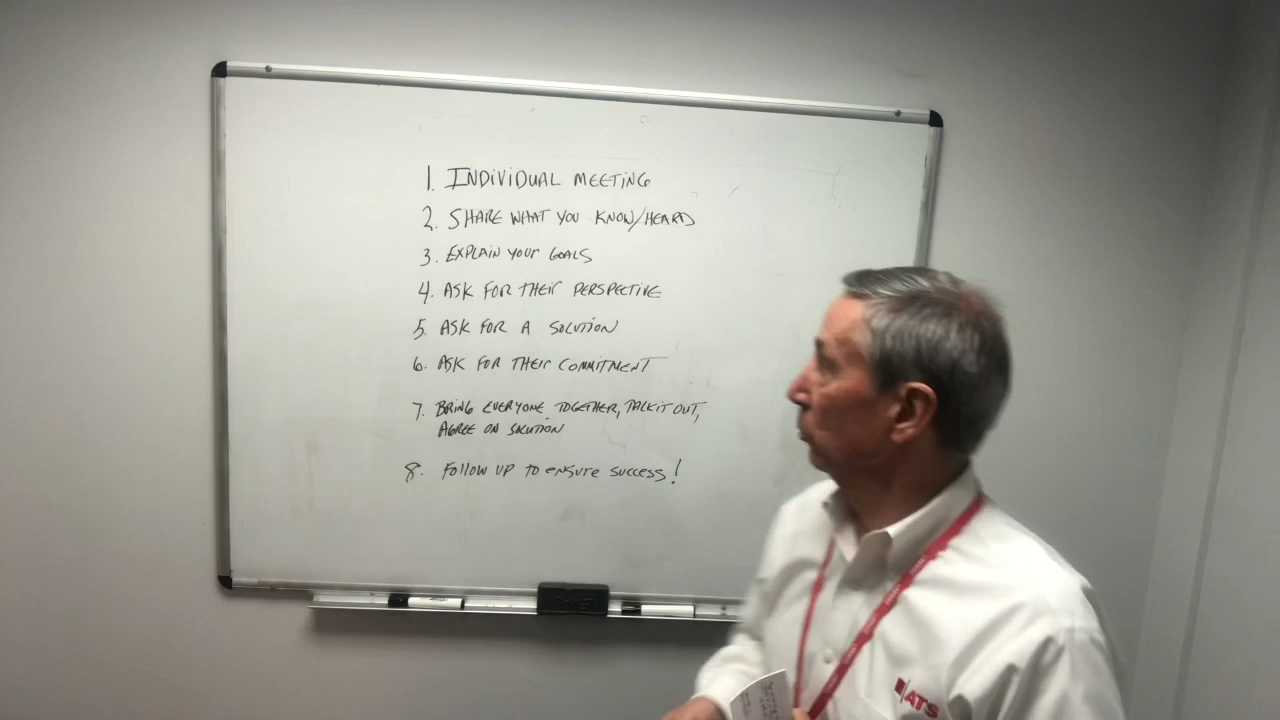 1. INDIVIDUAL MEETING
2. SHARE WHAT YOU KNOW/HEARD
3. EXPLAIN YOUR GOALS
4. ASK FOR THEIR PERSPECTIVE
5. ASK FOR A SOLUTION
6. ASK FOR THEIR COMMITMENT
7. BRING EVERYONE TOGETHER, TALK IT OUT,
AGREE ON SOLUTION
8. FOLLOW UP TO ENSURE SUCCESS!
ATS